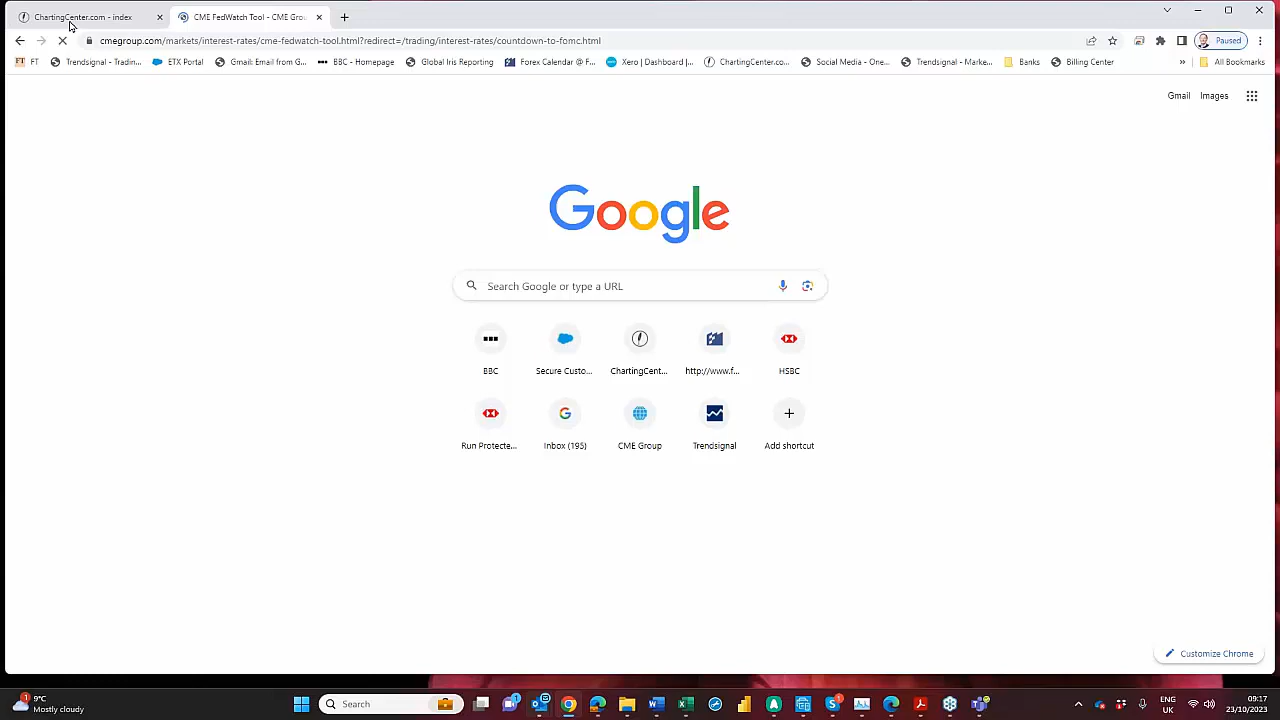 ChartingCenter.com - index
CME FedWatch Tool - CME Grou
cmegroup.com/markets/interest-rates/cme-fedwatch-tool.html?redirect=/trading/interest-rates/countdown-to-fomc.html
Paused
FT
Trendsignal - Tradin...
ETX Portal
Gmail: Email from G...
BBC - Homepage
Global Iris Reporting
Forex Calendar @ F...
Xero | Dashboard |...
ChartingCenter.co...
Social Media - One...
Trendsignal - Marke...
Banks
Billing Center
»
All Bookmarks
Gmail Images
Google
Search Google or type a URL
BBC
Secure Custo...
ChartingCent...
http://www.f...
HSBC
Run Protecte...
Inbox (195)
CME Group
Trendsignal
Add shortcut
Customize Chrome
1
9°C
Mostly cloudy
Search
ENG
UK
09:17
23/10/2023